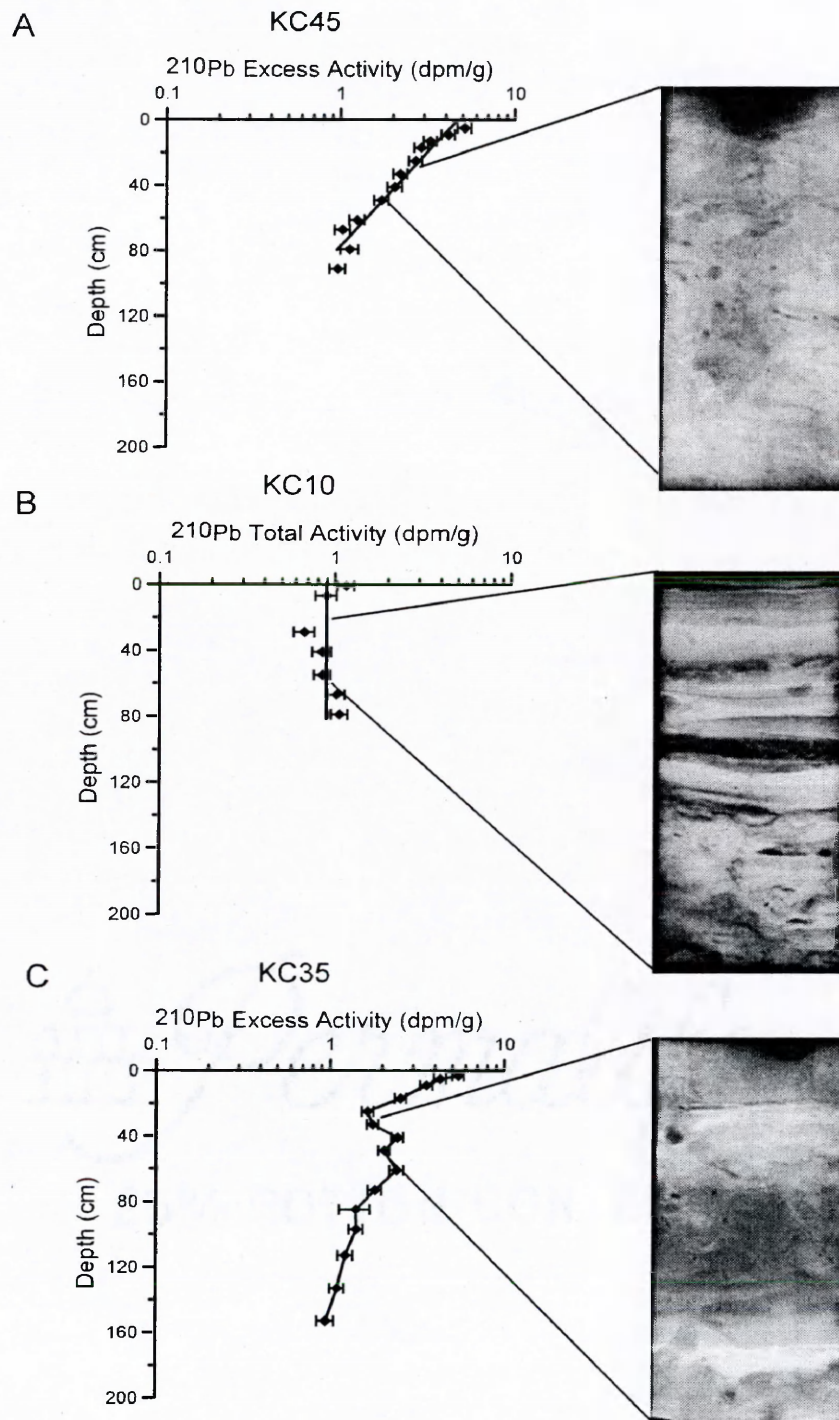 A
KC45
210Pb Excess Activity (dpm/g)
0.1 1 10
0
40
80
120
160
200
Depth (cm)
B
KC10
210Pb Total Activity (dpm/g)
0.1 1 10
0
40
80
120
160
200
Depth (cm)
C
KC35
210Pb Excess Activity (dpm/g)
0.1 1 10
0
40
80
120
160
200
Depth (cm)